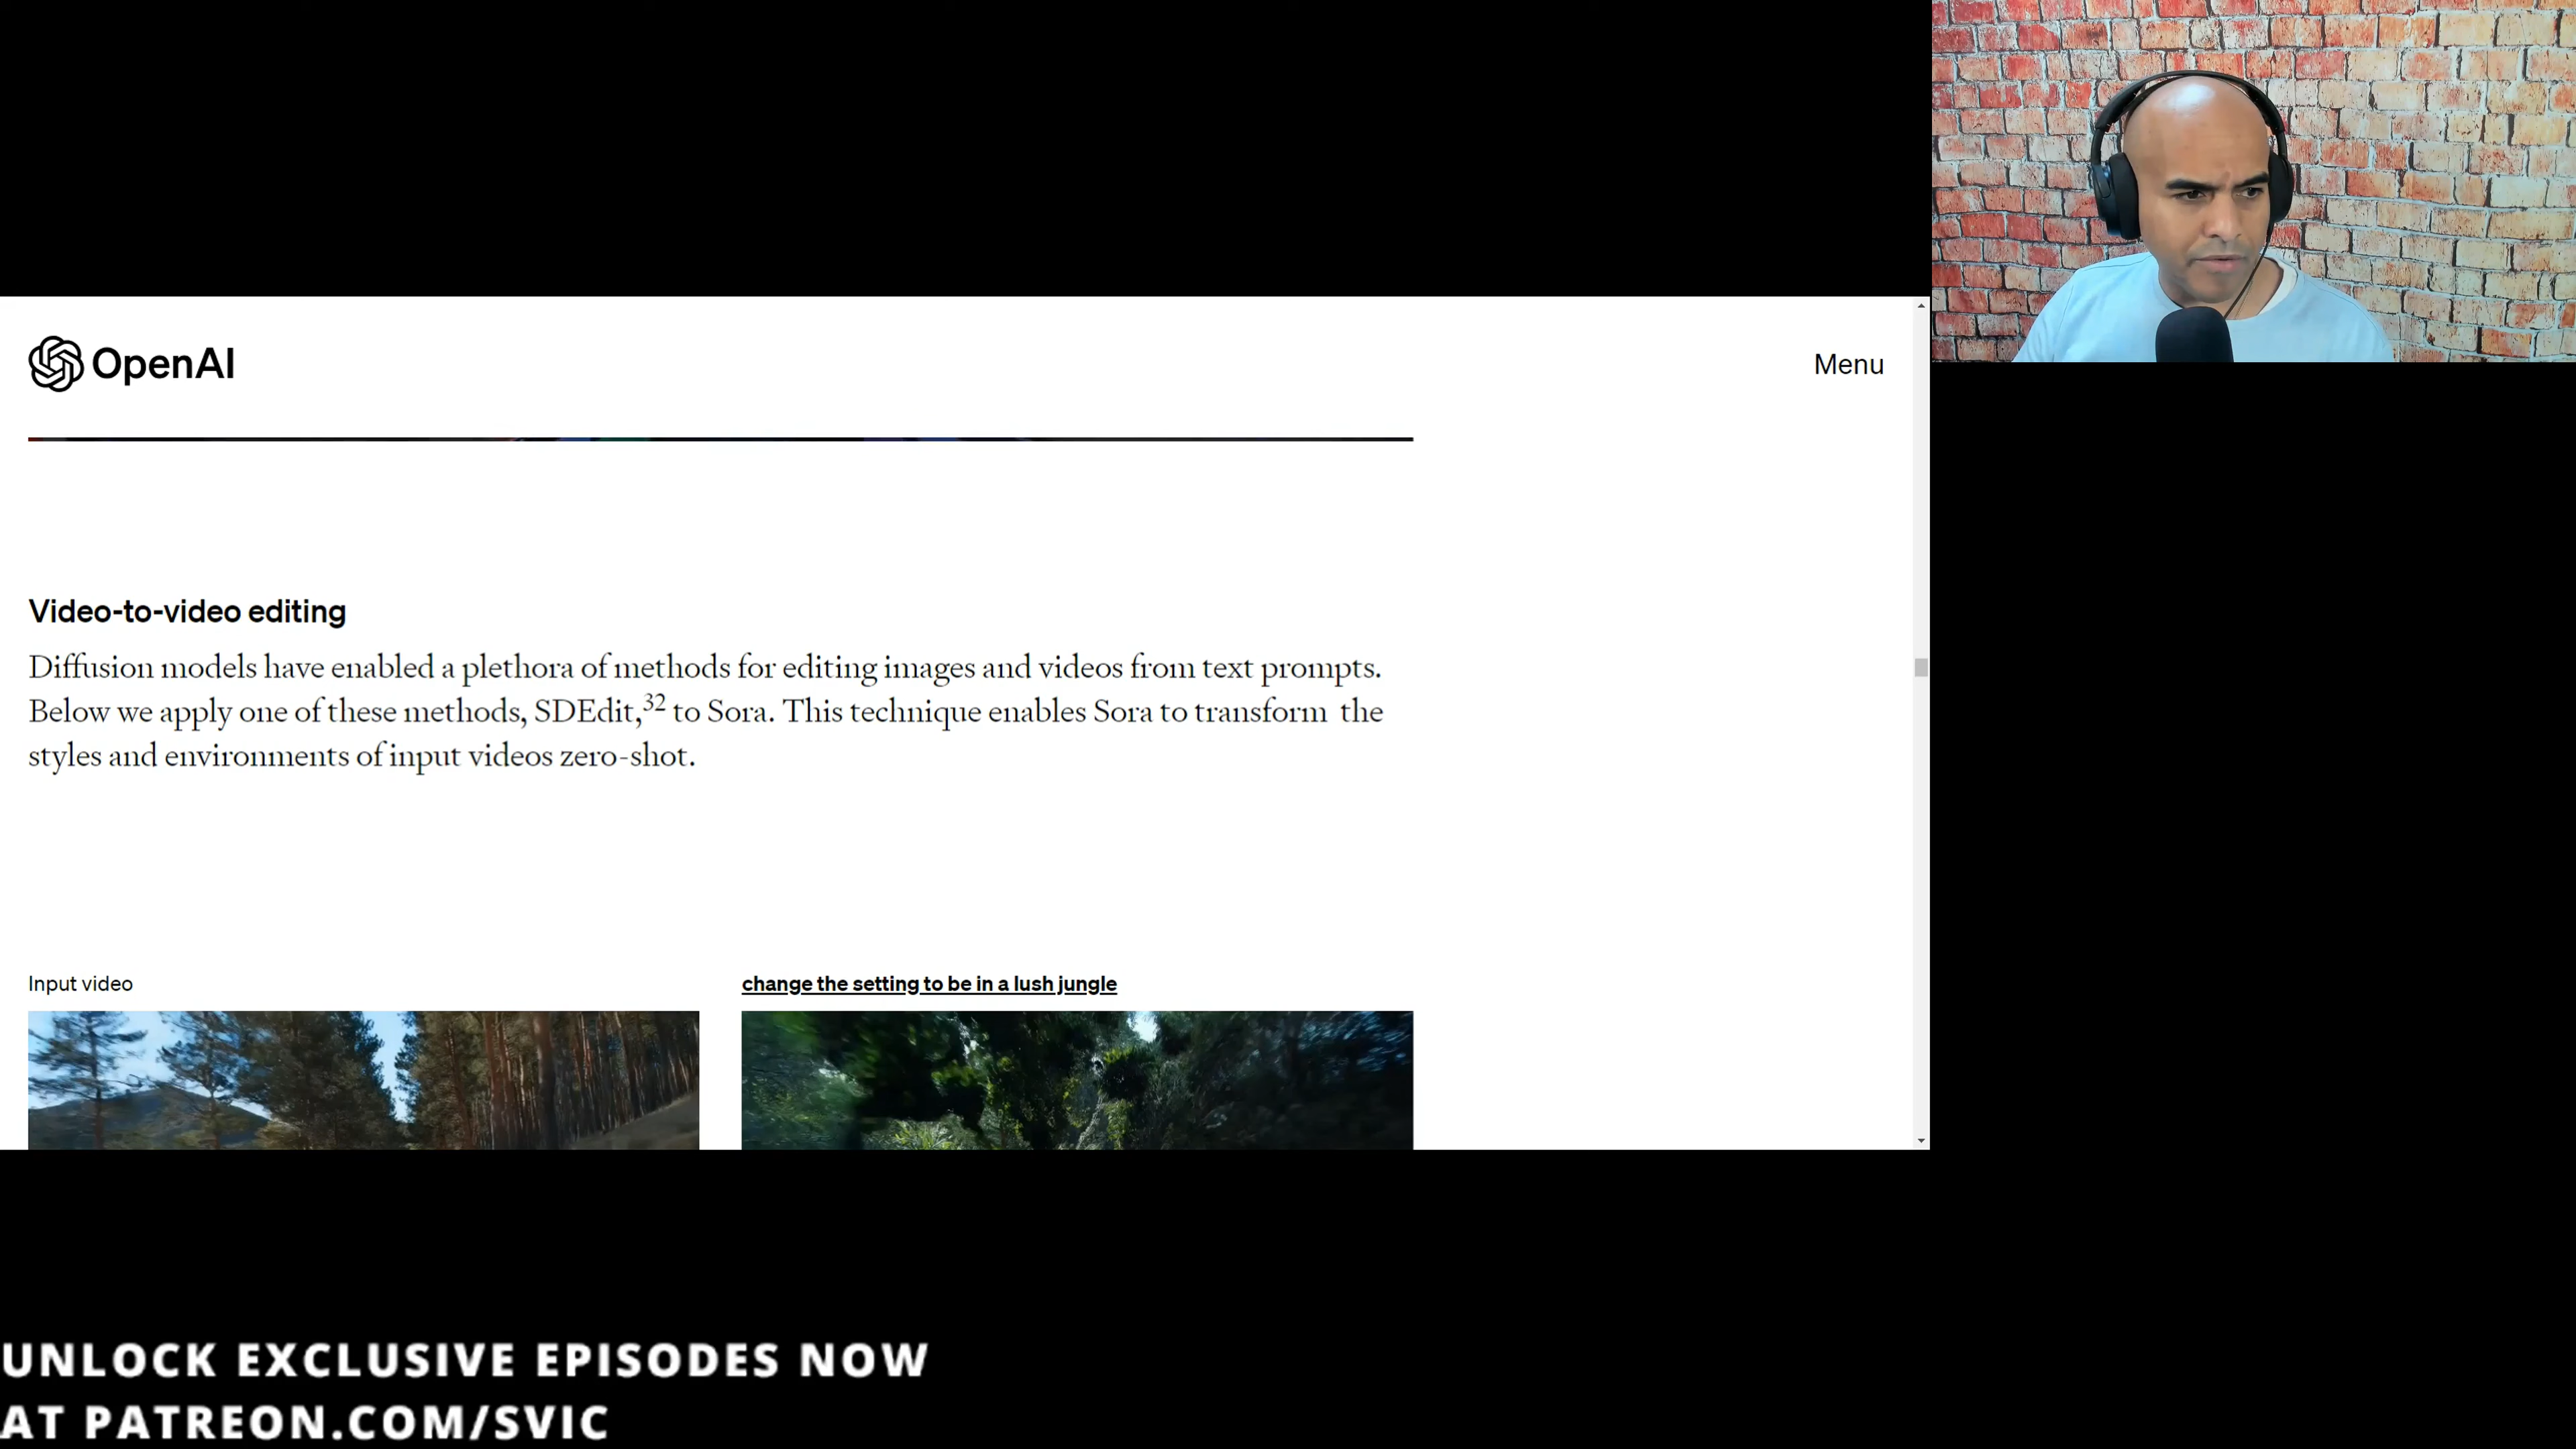 OpenAI
Menu
Video-to-video editing
Diffusion models have enabled a plethora of methods for editing images and videos from text prompts.
Below we apply one of these methods, SDEdit,32 to Sora. This technique enables Sora to transform the
styles and environments of input videos zero-shot.
Input video
change the setting to be in a lush jungle
UNLOCK EXCLUSIVE EPISODES NOW
AT PATREON.COM/SVIC